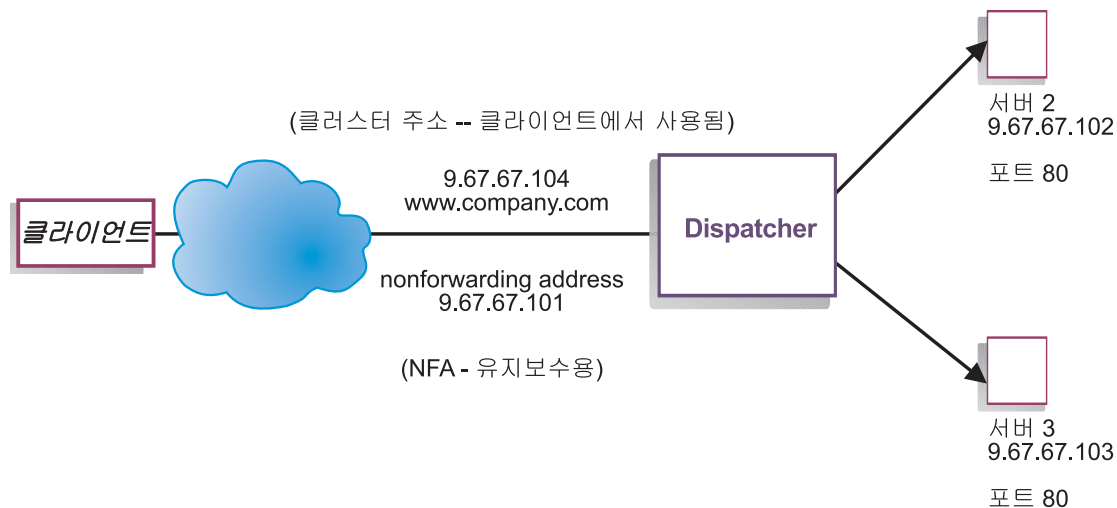 (클러스터 주소 -- 클라이언트에서 사용됨)
9.67.67.104
www.company.com
클라이언트
nonforwarding address
9.67.67.101
(NFA - 유지보수용)
Dispatcher
서버 2
9.67.67.102
포트 80
서버 3
9.67.67.103
포트 80